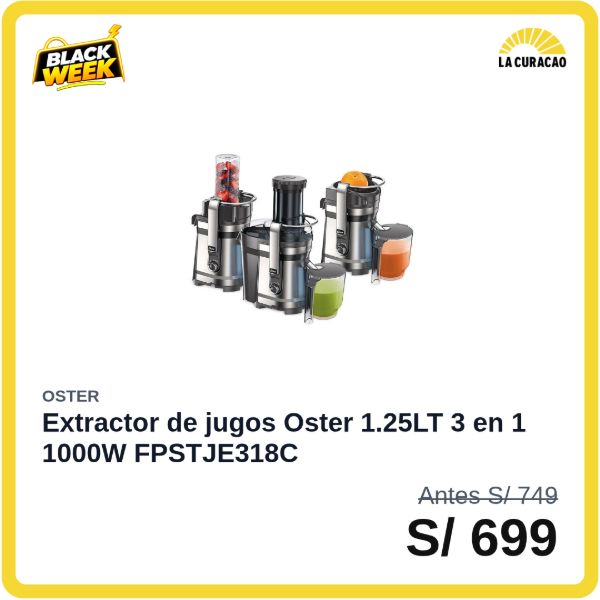 BLACK
WEEK
LA CURACAO
OSTER
Extractor de jugos Oster 1.25LT 3 en 1
1000W FPSTJE318C
Antes S/ 749
S/ 699